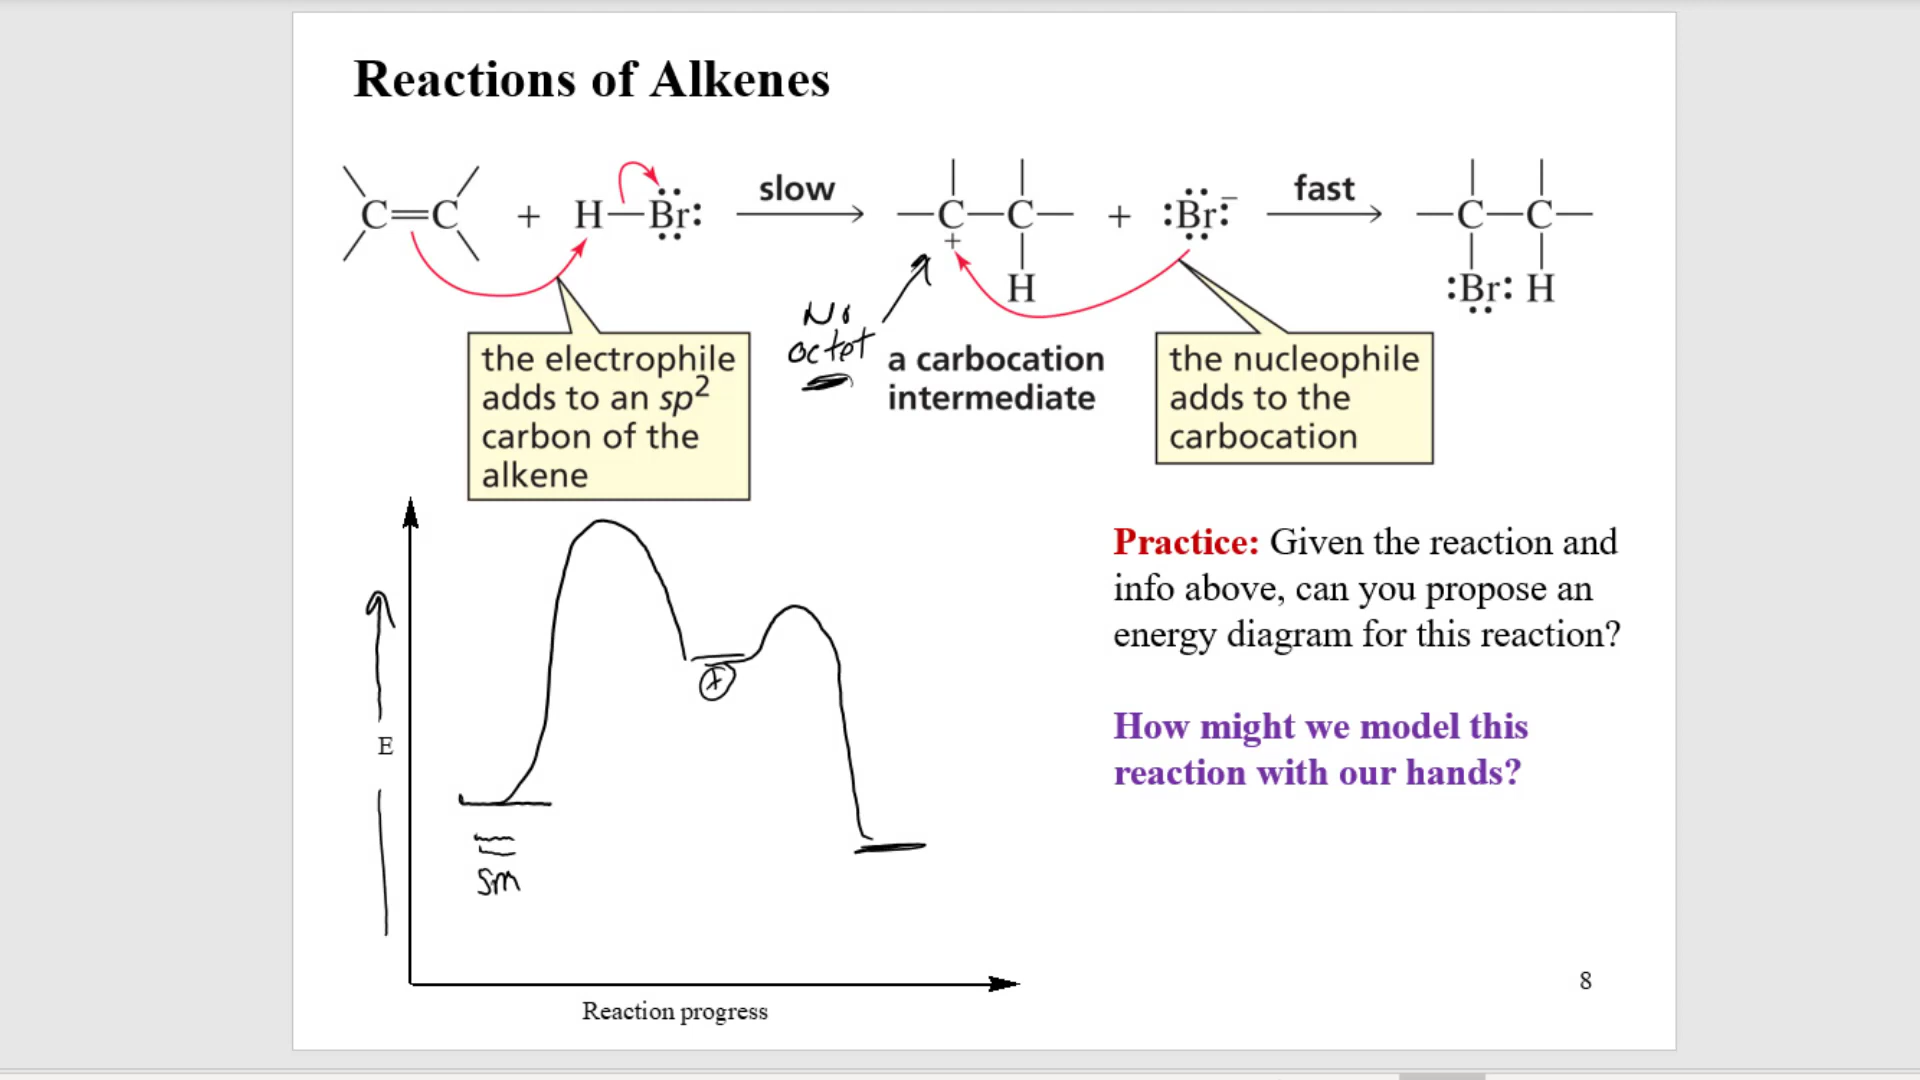 Reactions of Alkenes
C=C + H—Br: slow —C—C— + :Br:⁻ fast —C—C—
+
H :Br: H
No
octet
the electrophile
adds to an sp²
carbon of the
alkene
a carbocation
intermediate
the nucleophile
adds to the
carbocation
Practice: Given the reaction and
info above, can you propose an
energy diagram for this reaction?
How might we model this
reaction with our hands?
+
E
SM
Reaction progress
8